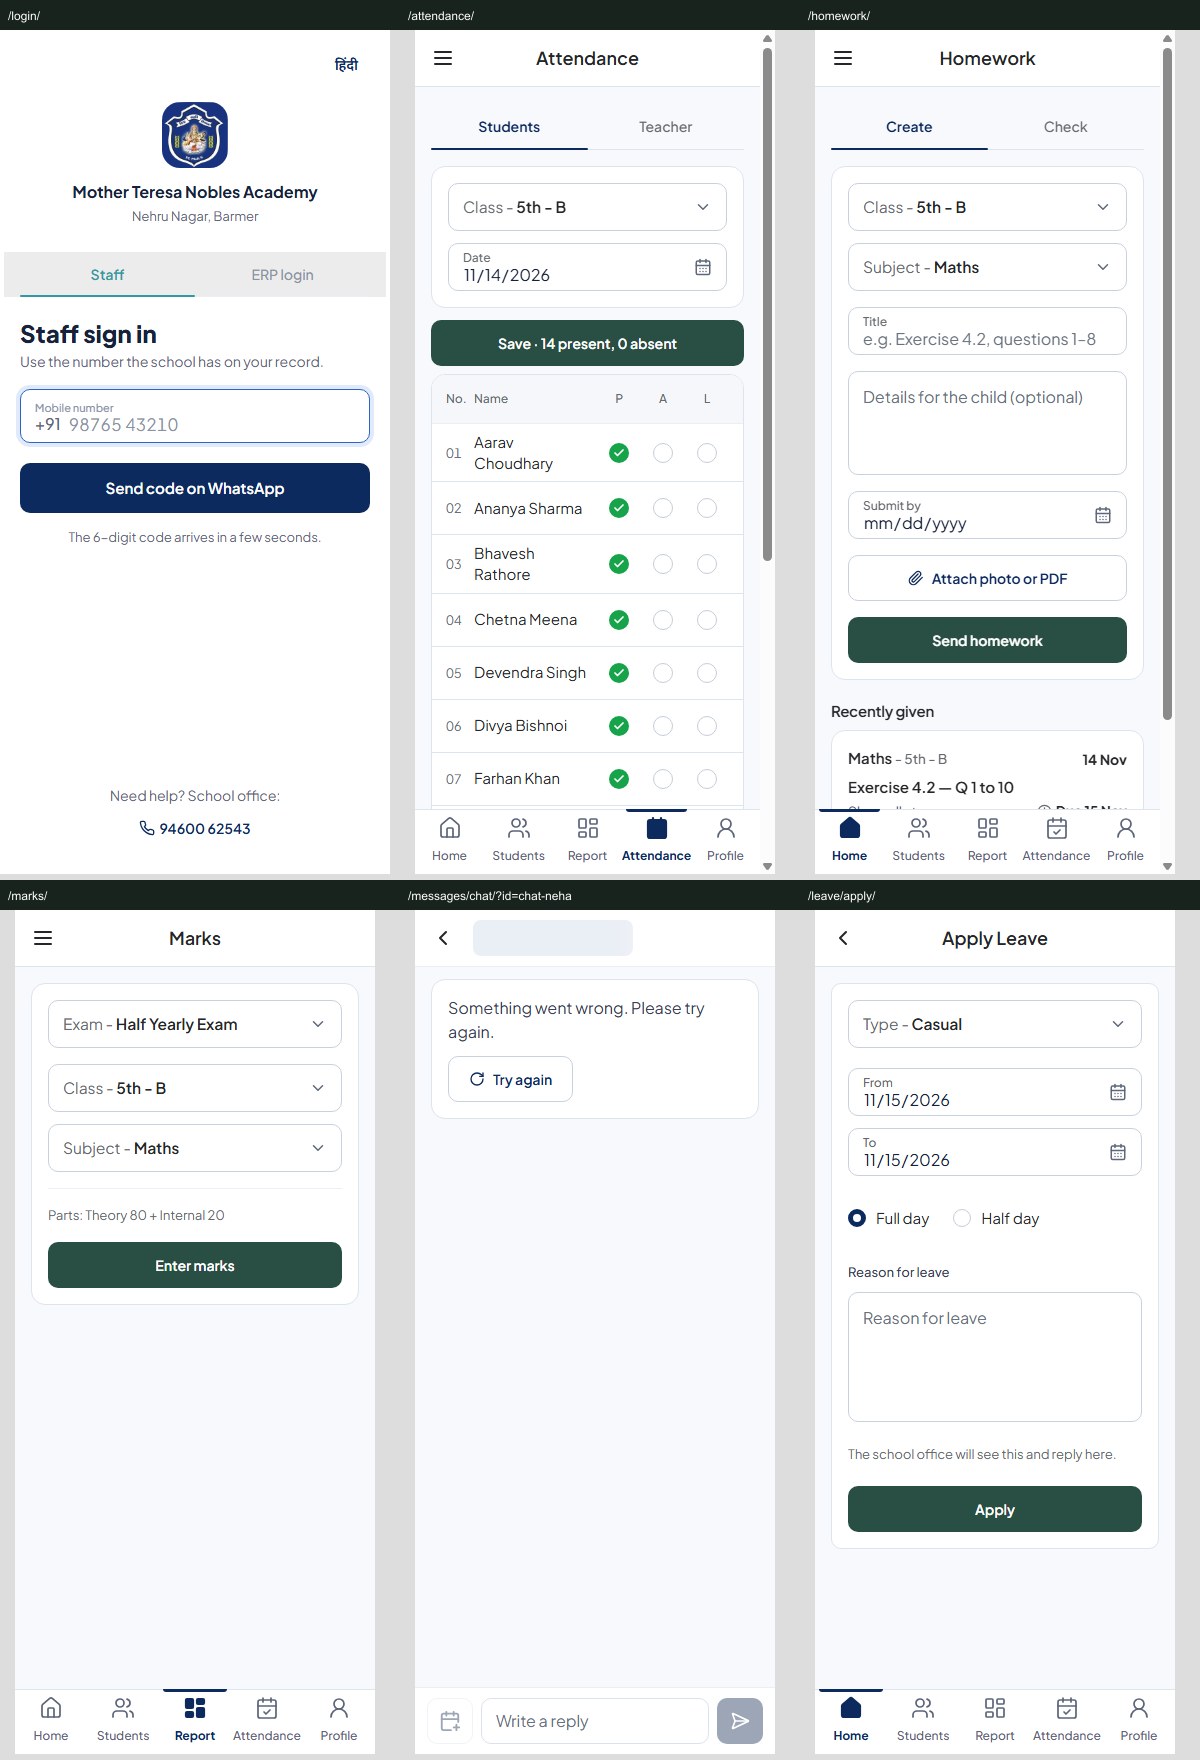 /login/
हिंदी
Mother Teresa Nobles Academy
Nehru Nagar, Barmer
Staff
ERP login
Staff sign in
Use the number the school has on your record.
Mobile number
+91 98765 43210
Send code on WhatsApp
The 6-digit code arrives in a few seconds.
Need help? School office:
94600 62543
/attendance/
Attendance
Students
Teacher
Class - 5th - B
Date
11/14/2026
Save · 14 present, 0 absent
No. Name P A L
01 Aarav Choudhary
02 Ananya Sharma
03 Bhavesh Rathore
04 Chetna Meena
05 Devendra Singh
06 Divya Bishnoi
07 Farhan Khan
Home Students Report Attendance Profile
/homework/
Homework
Create
Check
Class - 5th - B
Subject - Maths
Title
e.g. Exercise 4.2, questions 1–8
Details for the child (optional)
Submit by
mm/dd/yyyy
Attach photo or PDF
Send homework
Recently given
Maths - 5th - B 14 Nov
Exercise 4.2 — Q 1 to 10
Home Students Report Attendance Profile
/marks/
Marks
Exam - Half Yearly Exam
Class - 5th - B
Subject - Maths
Parts: Theory 80 + Internal 20
Enter marks
Home Students Report Attendance Profile
/messages/chat/?id=chat-neha
Something went wrong. Please try
again.
Try again
Write a reply
/leave/apply/
Apply Leave
Type - Casual
From
11/15/2026
To
11/15/2026
Full day Half day
Reason for leave
Reason for leave
The school office will see this and reply here.
Apply
Home Students Report Attendance Profile